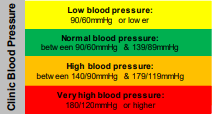 Clinic Blood Pressure
Low blood pressure:
90/60mmHg or lower
Normal blood pressure:
between 90/60mmHg & 139/89mmHg
High blood pressure:
between 140/90mmHg & 179/119mmHg
Very high blood pressure:
180/120mmHg or higher